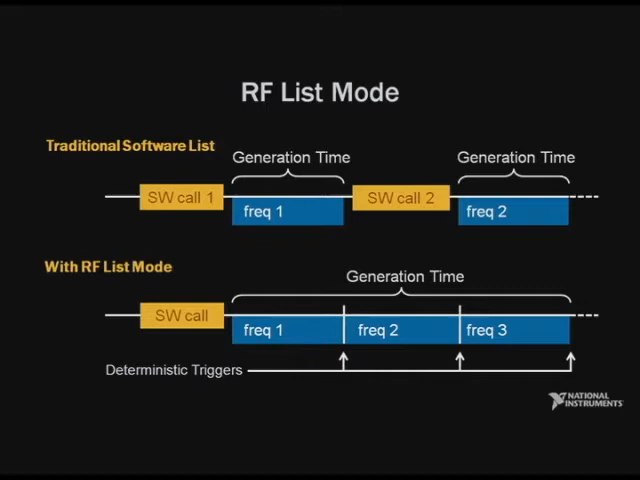 RF List Mode
Traditional Software List
Generation Time
Generation Time
SW call 1
freq 1
SW call 2
freq 2
With RF List Mode
Generation Time
SW call
freq 1
freq 2
freq 3
Deterministic Triggers
NATIONAL
INSTRUMENTS